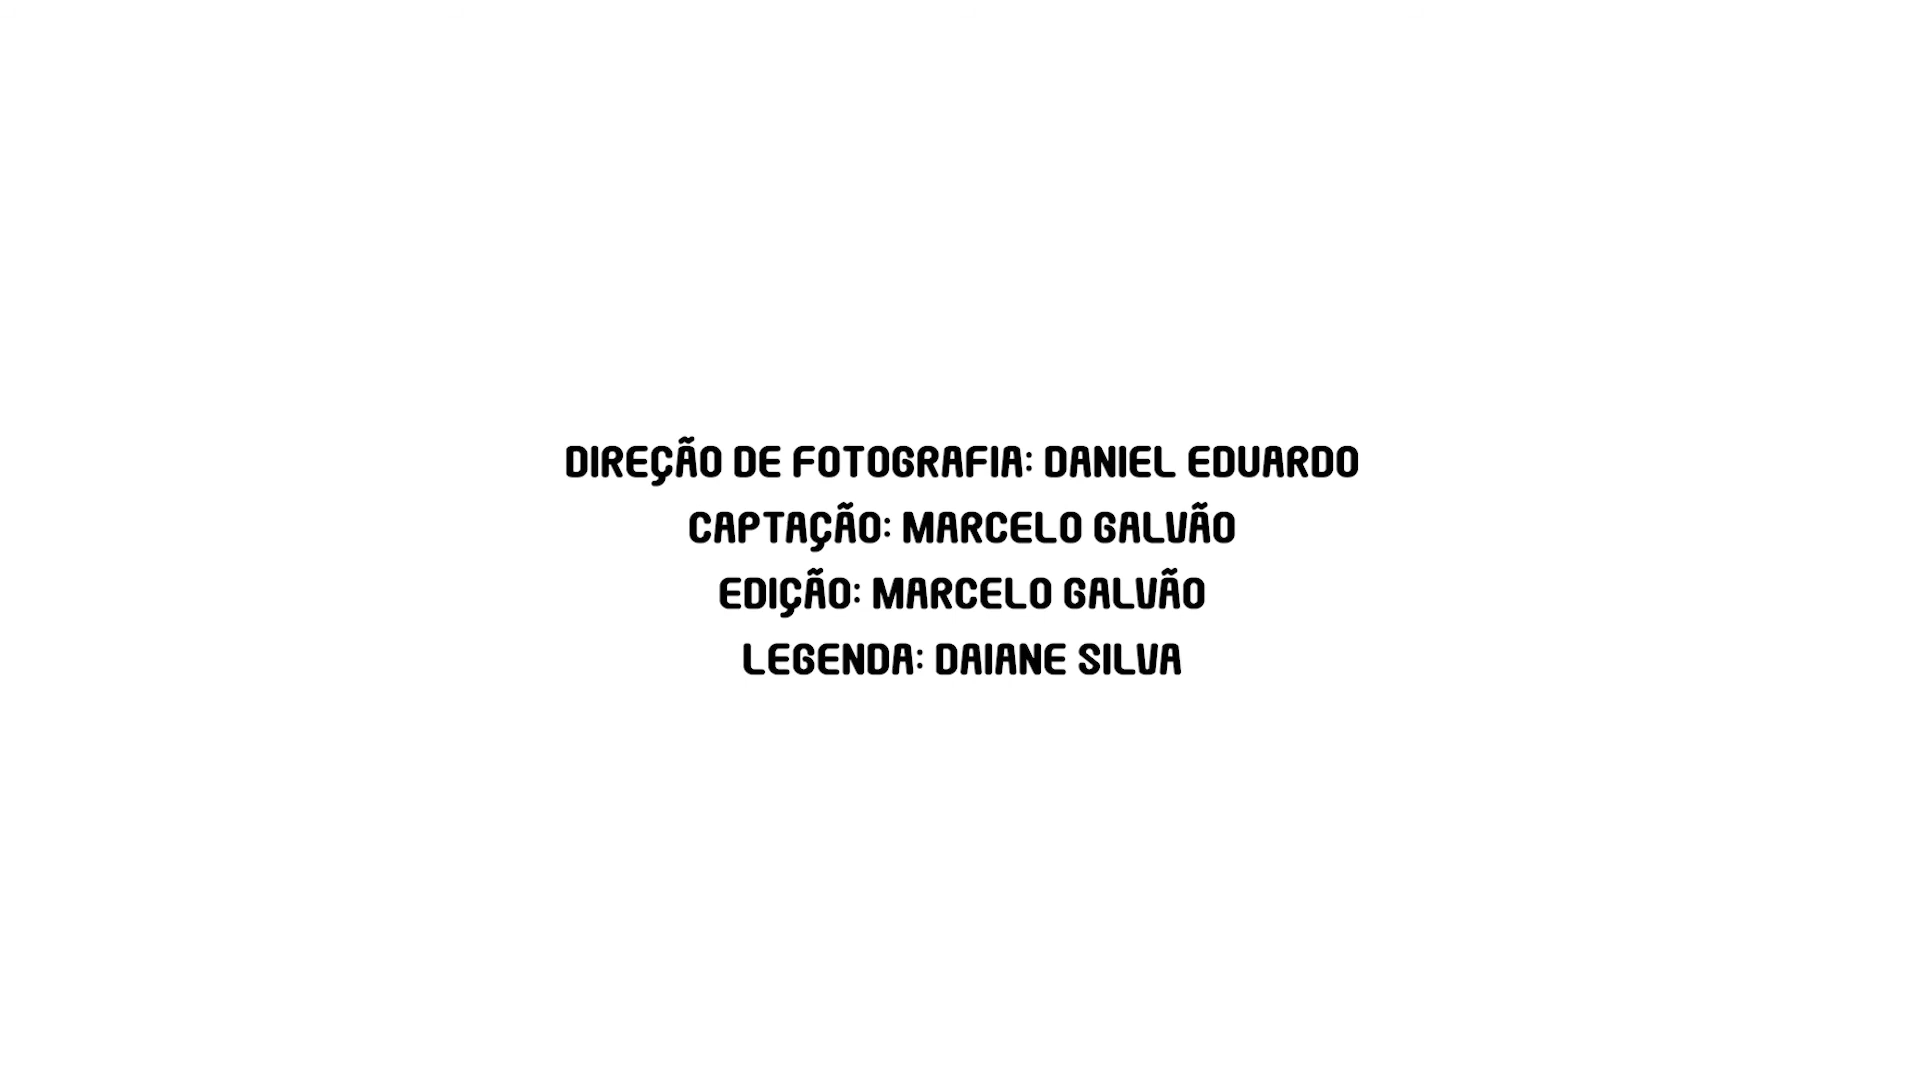 DIREÇÃO DE FOTOGRAFIA: DANIEL EDUARDO
CAPTAÇÃO: MARCELO GALVÃO
EDIÇÃO: MARCELO GALVÃO
LEGENDA: DAIANE SILVA